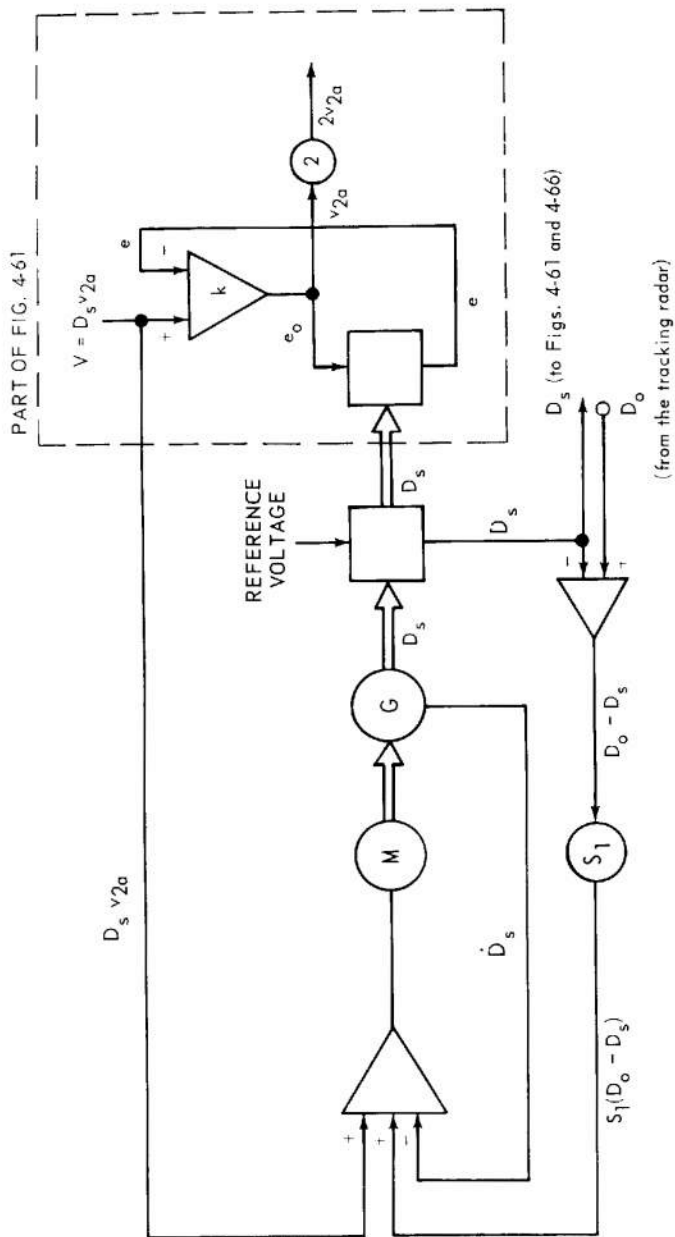 PART OF FIG. 4-61
V = D_s v_2a
e
+
-
k
e_o
v_2a
2
2v_2a
e
D_s v_2a
REFERENCE
VOLTAGE
D_s
D_s
D_s
D_s (to Figs. 4-61 and 4-66)
D_o
(from the tracking radar)
-
+
D_o - D_s
S_1
S_1(D_o - D_s)
+
+
-
M
G
Ḋ_s